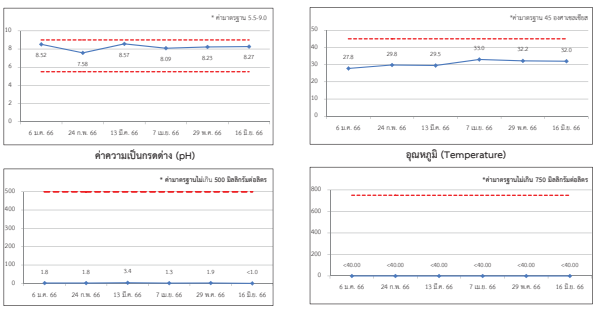 * ค่ามาตรฐาน 5.5-9.0
10
8
6
4
2
0
8.52
7.58
8.57
8.09
8.23
8.27
6 ม.ค. 66
24 ก.พ. 66
13 มี.ค. 66
7 เม.ย. 66
29 พ.ค. 66
16 มิ.ย. 66
ค่าความเป็นกรดด่าง (pH)
*ค่ามาตรฐาน 45 องศาเซลเซียส
50
40
30
20
10
0
27.8
29.8
29.5
33.0
32.2
32.0
6 ม.ค. 66
24 ก.พ. 66
13 มี.ค. 66
7 เม.ย. 66
29 พ.ค. 66
16 มิ.ย. 66
อุณหภูมิ (Temperature)
* ค่ามาตรฐานไม่เกิน 500 มิลลิกรัมต่อลิตร
500
400
300
200
100
0
1.8
3.4
1.9
<1.0
6 ม.ค. 66
24 ก.พ. 66
13 มี.ค. 66
7 เม.ย. 66
29 พ.ค. 66
16 มิ.ย. 66
*ค่ามาตรฐานไม่เกิน 750 มิลลิกรัมต่อลิตร
800
600
400
200
0
<40.00
<40.00
<40.00
<40.00
<40.00
<40.00
6 ม.ค. 66
24 ก.พ. 66
13 มี.ค. 66
7 เม.ย. 66
29 พ.ค. 66
16 มิ.ย. 66